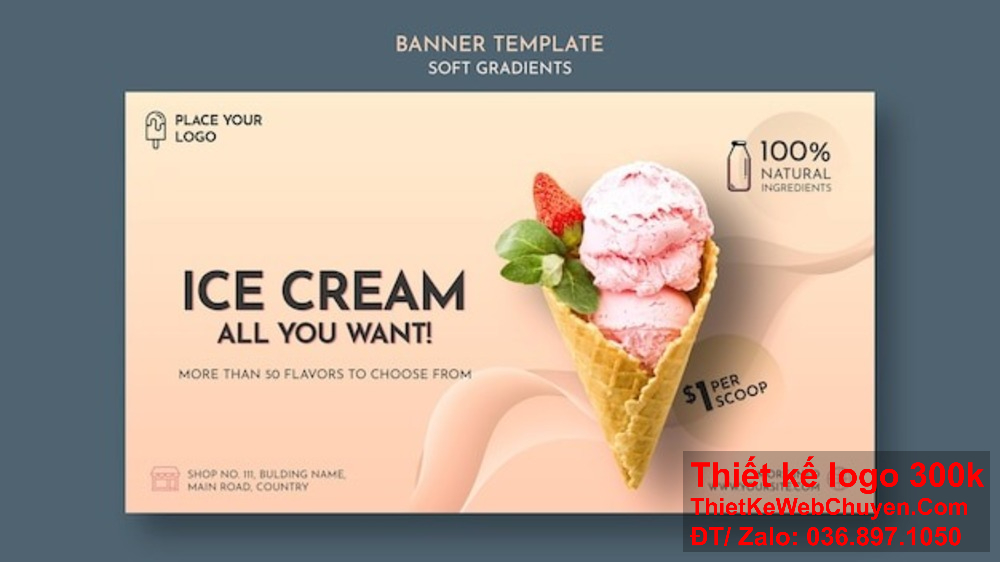 BANNER TEMPLATE
SOFT GRADIENTS
PLACE YOUR
LOGO
100%
NATURAL
INGREDIENTS
ICE CREAM
ALL YOU WANT!
MORE THAN 50 FLAVORS TO CHOOSE FROM
$1 PER
SCOOP
SHOP NO. 111, BULDING NAME,
MAIN ROAD, COUNTRY
Thiết kế logo 300k
ThietKeWebChuyen.Com
ĐT/ Zalo: 036.897.1050